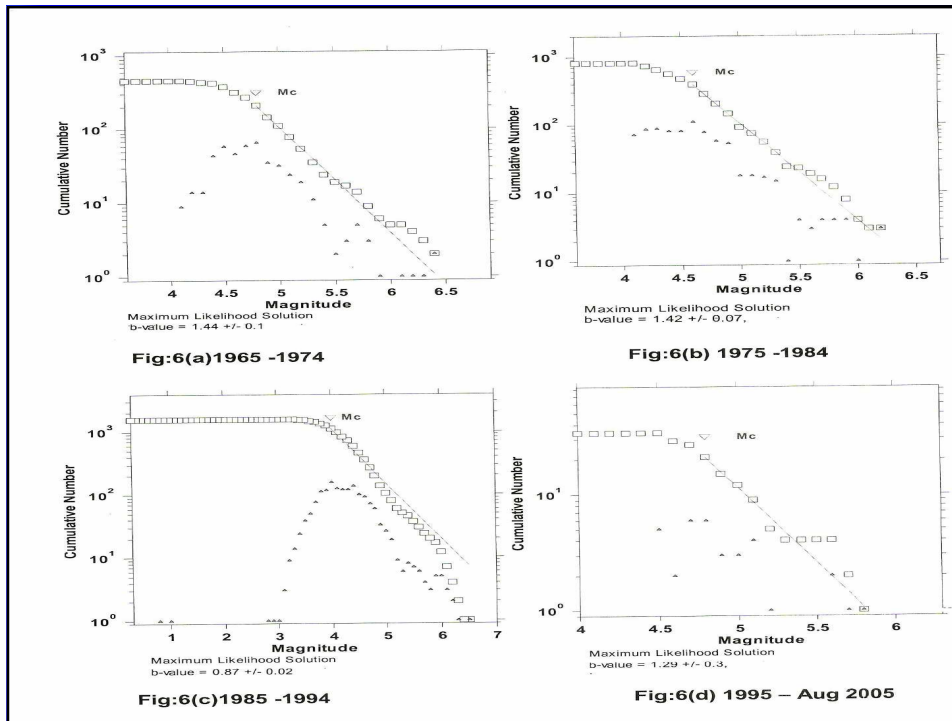 10³
10²
10¹
10⁰
Cumulative Number
Mc
4 4.5 5 5.5 6 6.5
Magnitude
Maximum Likelihood Solution
b-value = 1.44 +/- 0.1
Fig:6(a)1965 -1974
10³
10²
10¹
10⁰
Cumulative Number
Mc
4 4.5 5 5.5 6
Magnitude
Maximum Likelihood Solution
b-value = 1.42 +/- 0.07,
Fig:6(b) 1975 -1984
10³
10²
10¹
10⁰
Cumulative Number
Mc
1 2 3 4 5 6 7
Magnitude
Maximum Likelihood Solution
b-value = 0.87 +/- 0.02
Fig:6(c)1985 -1994
10¹
10⁰
Cumulative Number
Mc
4 4.5 5 5.5 6
Magnitude
Maximum Likelihood Solution
b-value = 1.29 +/- 0.3,
Fig:6(d) 1995 – Aug 2005